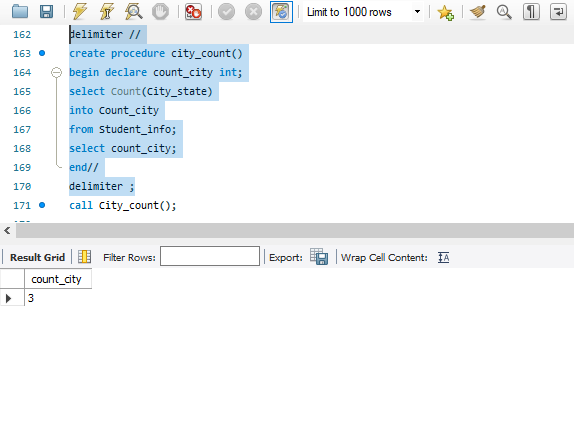 Limit to 1000 rows
162 delimiter //
163 create procedure city_count()
164 begin declare count_city int;
165 select Count(City_state)
166 into Count_city
167 from Student_info;
168 select count_city;
169 end//
170 delimiter ;
171 call City_count();
Result Grid Filter Rows: Export: Wrap Cell Content: IA
count_city
3